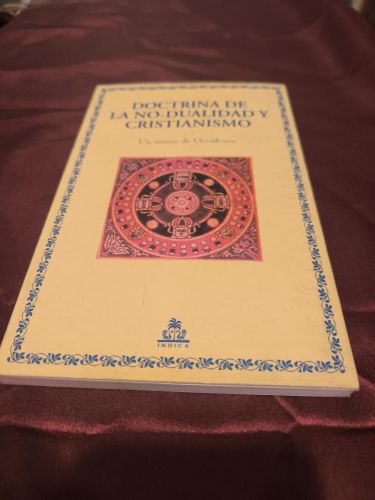 DOCTRINA DE
LA NO-DUALIDAD Y
CRISTIANISMO
Un monje de Occidente
INDICA